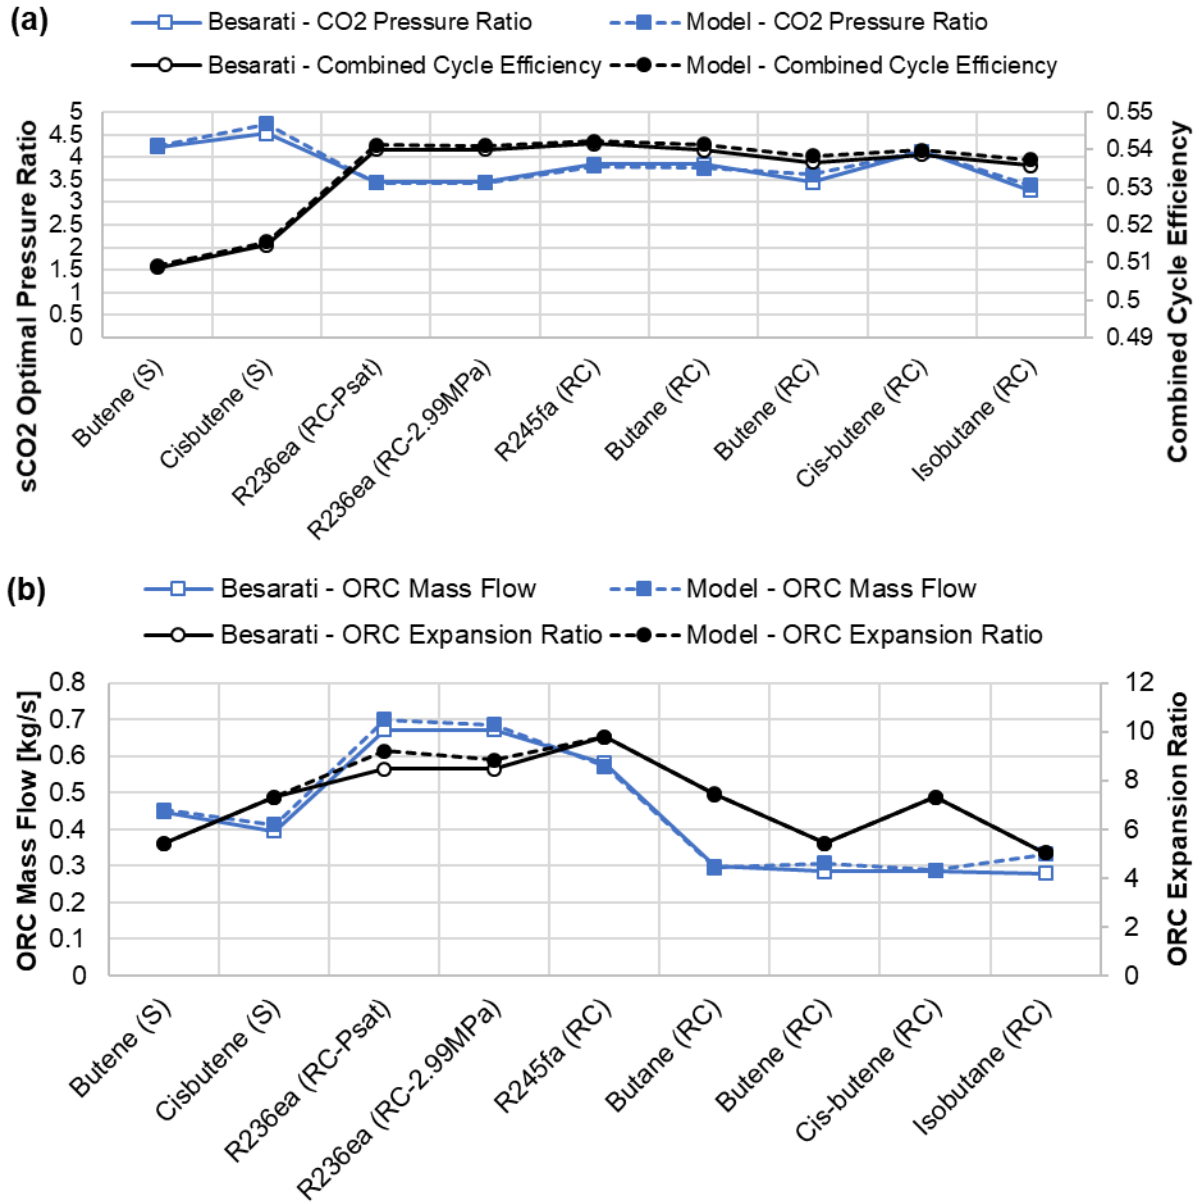 (a)
Besarati - CO2 Pressure Ratio
Model - CO2 Pressure Ratio
Besarati - Combined Cycle Efficiency
Model - Combined Cycle Efficiency
sCO2 Optimal Pressure Ratio
5
4.5
4
3.5
3
2.5
2
1.5
1
0.5
0
0.55
0.54
0.53
0.52
0.51
0.5
0.49
Combined Cycle Efficiency
Butene (S)
Cisbutene (S)
R236ea (RC-Psat)
R236ea (RC-2.99MPa)
R245fa (RC)
Butane (RC)
Butene (RC)
Cis-butene (RC)
Isobutane (RC)
(b)
Besarati - ORC Mass Flow
Model - ORC Mass Flow
Besarati - ORC Expansion Ratio
Model - ORC Expansion Ratio
ORC Mass Flow [kg/s]
0.8
0.7
0.6
0.5
0.4
0.3
0.2
0.1
0
12
10
8
6
4
2
0
ORC Expansion Ratio
Butene (S)
Cisbutene (S)
R236ea (RC-Psat)
R236ea (RC-2.99MPa)
R245fa (RC)
Butane (RC)
Butene (RC)
Cis-butene (RC)
Isobutane (RC)